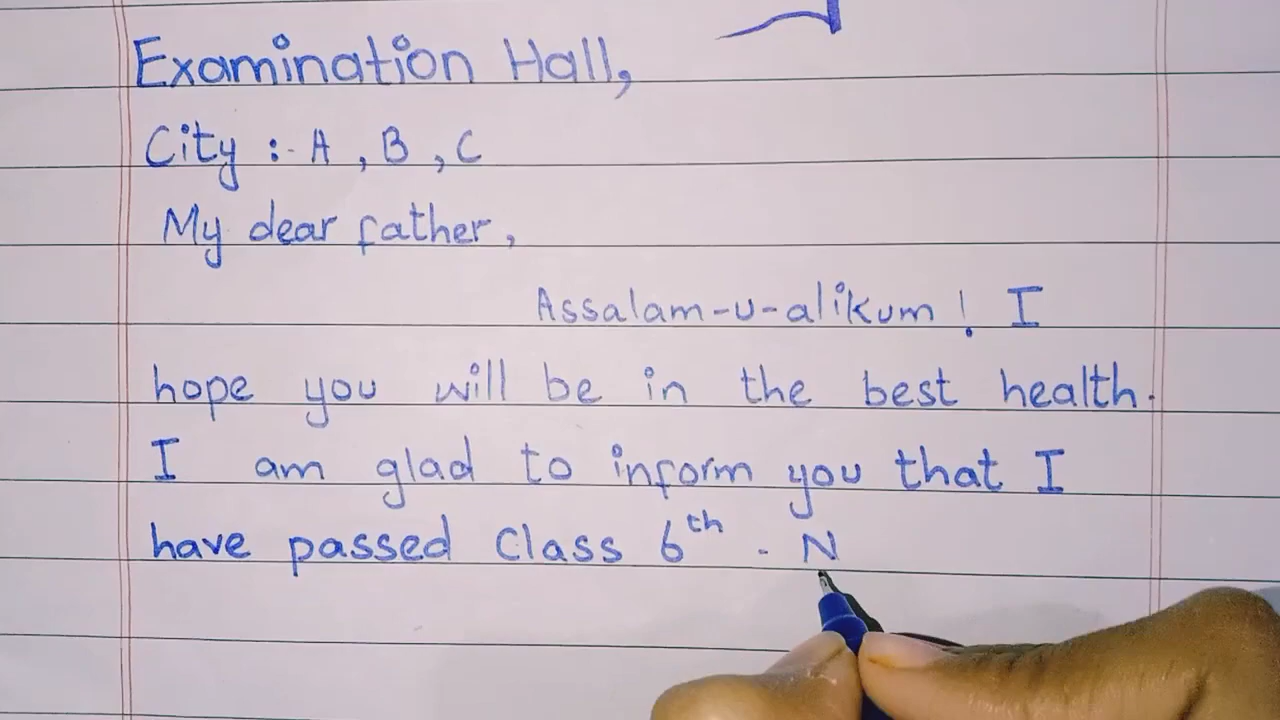 Examination Hall,
City :- A , B , C
My dear father,
Assalam-u-alikum ! I
hope you will be in the best health.
I am glad to inform you that I
have passed Class 6th . N